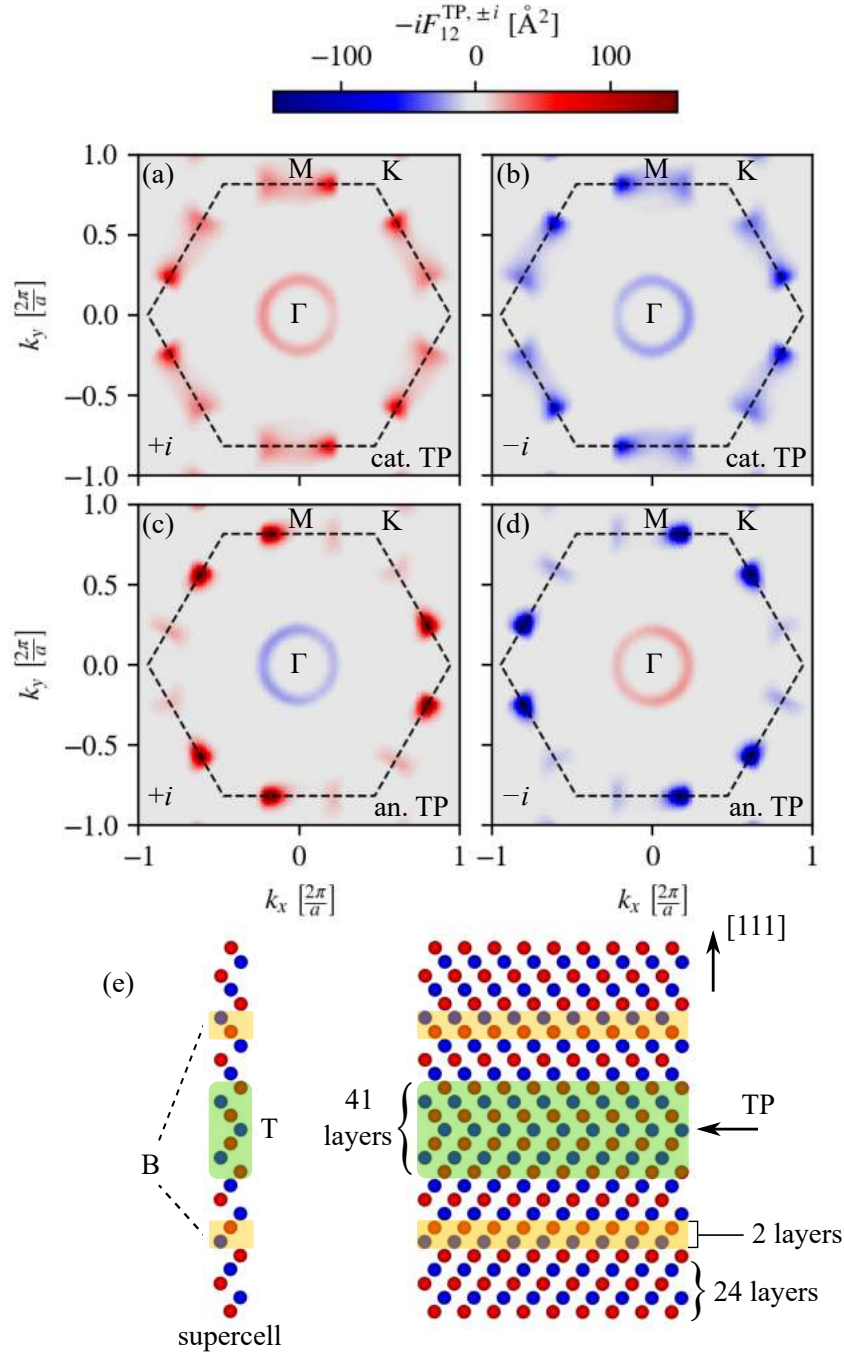 −iF₁₂^{TP, ±i} [Å²]
−100 0 100
(a) M K
(b) M K
1.0
0.5
0.0
−0.5
−1.0
k_y [2π/a]
Γ
Γ
+i cat. TP
−i cat. TP
(c) M K
(d) M K
1.0
0.5
0.0
−0.5
−1.0
k_y [2π/a]
Γ
Γ
+i an. TP
−i an. TP
−1 0 1
−1 0 1
k_x [2π/a]
k_x [2π/a]
(e)
[111]
41
layers
T
TP
B
2 layers
24 layers
supercell